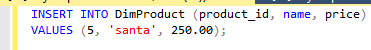 INSERT INTO DimProduct (product_id, name, price)
VALUES (5, 'santa', 250.00);